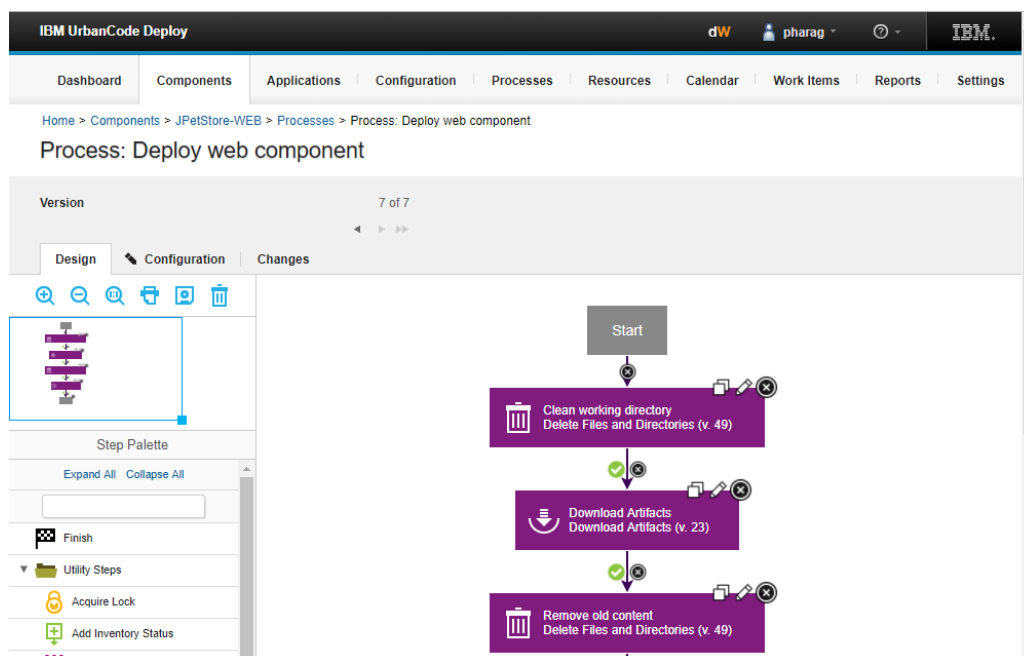 IBM UrbanCode Deploy
dW
pharag
IBM.
Dashboard
Components
Applications
Configuration
Processes
Resources
Calendar
Work Items
Reports
Settings
Home > Components > JPetStore-WEB > Processes > Process: Deploy web component
Process: Deploy web component
Version
7 of 7
Design
Configuration
Changes
Start
Clean working directory
Delete Files and Directories (v. 49)
Step Palette
Expand All Collapse All
Download Artifacts
Download Artifacts (v. 23)
Finish
Utility Steps
Acquire Lock
Add Inventory Status
Remove old content
Delete Files and Directories (v. 49)